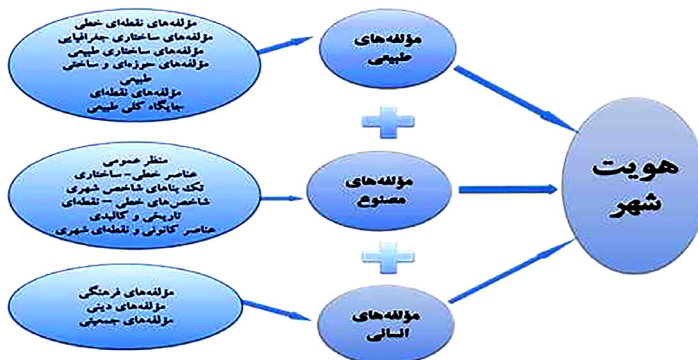 مؤلفه‌های نقطه‌ای خطی
مؤلفه‌های ساختاری جغرافیایی
مؤلفه‌های ساختاری طبیعی
مؤلفه‌های حوزه‌ای و ساختی
طبیعی
مؤلفه‌های نقطه‌ای
جایگاه کلی طبیعی
مؤلفه‌های
طبیعی
منظر عمومی
عناصر خطی - ساختاری
تک بناهای شاخص شهری
شاخص‌های خطی - نقطه‌ای
تاریخی و کالبدی
عناصر کانونی و نقطه‌ای شهری
مؤلفه‌های
مصنوع
مؤلفه‌های فرهنگی
مؤلفه‌های دینی
مؤلفه‌های جمعیتی
مؤلفه‌های
انسانی
هویت
شهر